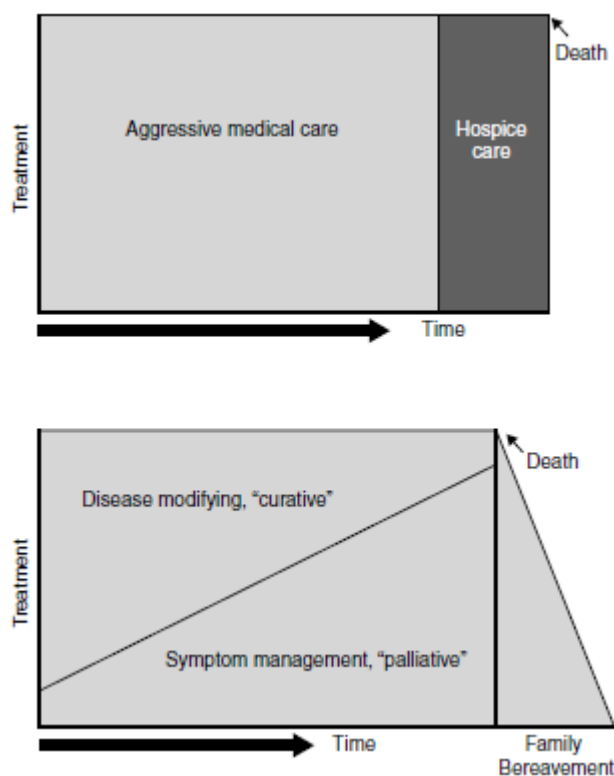 Death
Treatment
Aggressive medical care
Hospice
care
Time
Death
Treatment
Disease modifying, “curative”
Symptom management, “palliative”
Time
Family
Bereavement